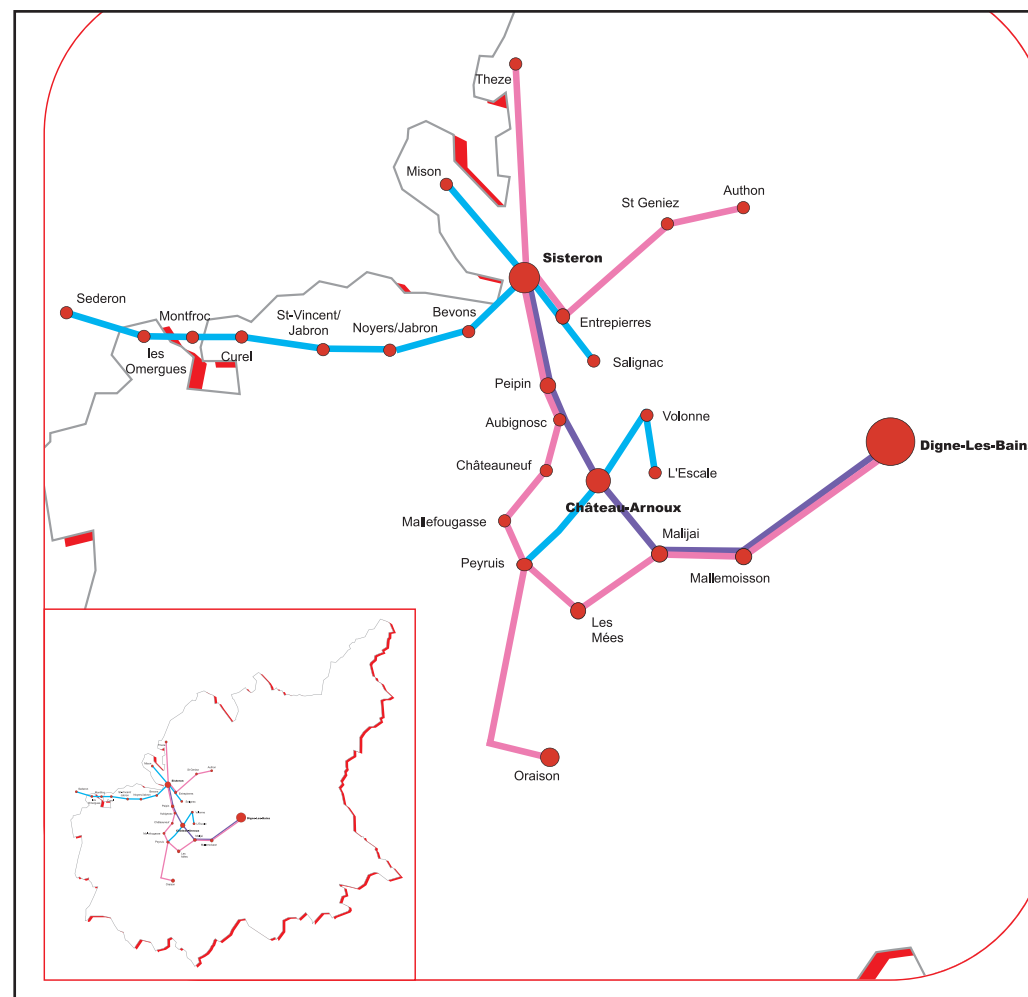 Theze
Mison
Authon
St Geniez
Sisteron
Sederon
Montfroc
St-Vincent/
Jabron
Bevons
Noyers/Jabron
Entrepierres
les
Omergues
Curel
Salignac
Peipin
Aubignosc
Volonne
Digne-Les-Bain
Châteauneuf
L'Escale
Château-Arnoux
Mallefougasse
Malijai
Peyruis
Mallemoisson
Les
Mées
Oraison